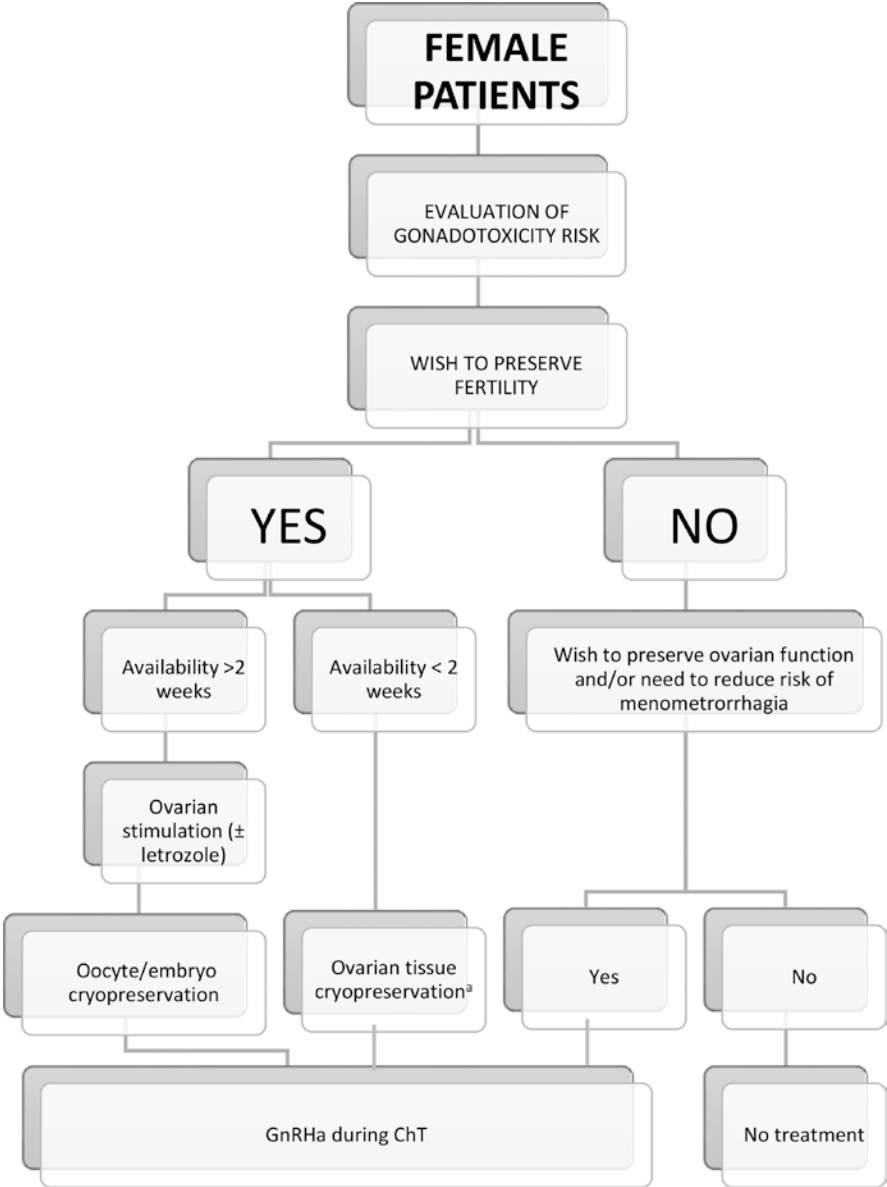 FEMALE
PATIENTS
EVALUATION OF
GONADOTOXICITY RISK
WISH TO PRESERVE
FERTILITY
YES
NO
Availability >2
weeks
Availability < 2
weeks
Wish to preserve ovarian function
and/or need to reduce risk of
menometrorrhagia
Ovarian
stimulation (±
letrozole)
Oocyte/embryo
cryopreservation
Ovarian tissue
cryopreservationᵃ
Yes
No
GnRHa during ChT
No treatment